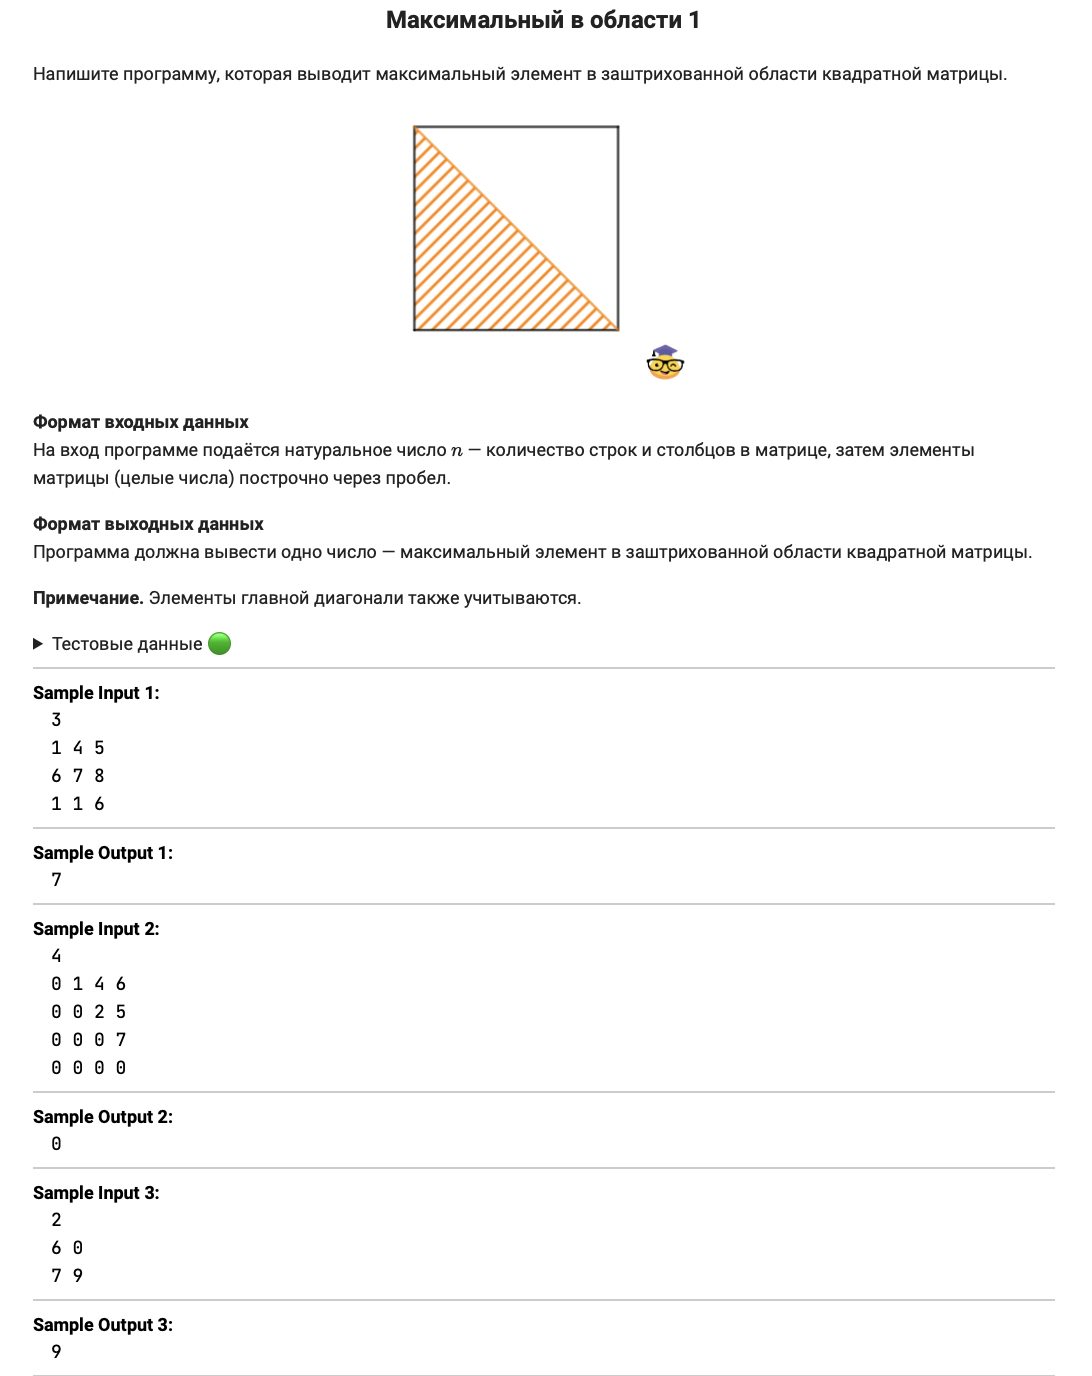 Максимальный в области 1
Напишите программу, которая выводит максимальный элемент в заштрихованной области квадратной матрицы.
Формат входных данных
На вход программе подаётся натуральное число n — количество строк и столбцов в матрице, затем элементы
матрицы (целые числа) построчно через пробел.
Формат выходных данных
Программа должна вывести одно число — максимальный элемент в заштрихованной области квадратной матрицы.
Примечание. Элементы главной диагонали также учитываются.
Тестовые данные
Sample Input 1:
3
1 4 5
6 7 8
1 1 6
Sample Output 1:
7
Sample Input 2:
4
0 1 4 6
0 0 2 5
0 0 0 7
0 0 0 0
Sample Output 2:
0
Sample Input 3:
2
6 0
7 9
Sample Output 3:
9